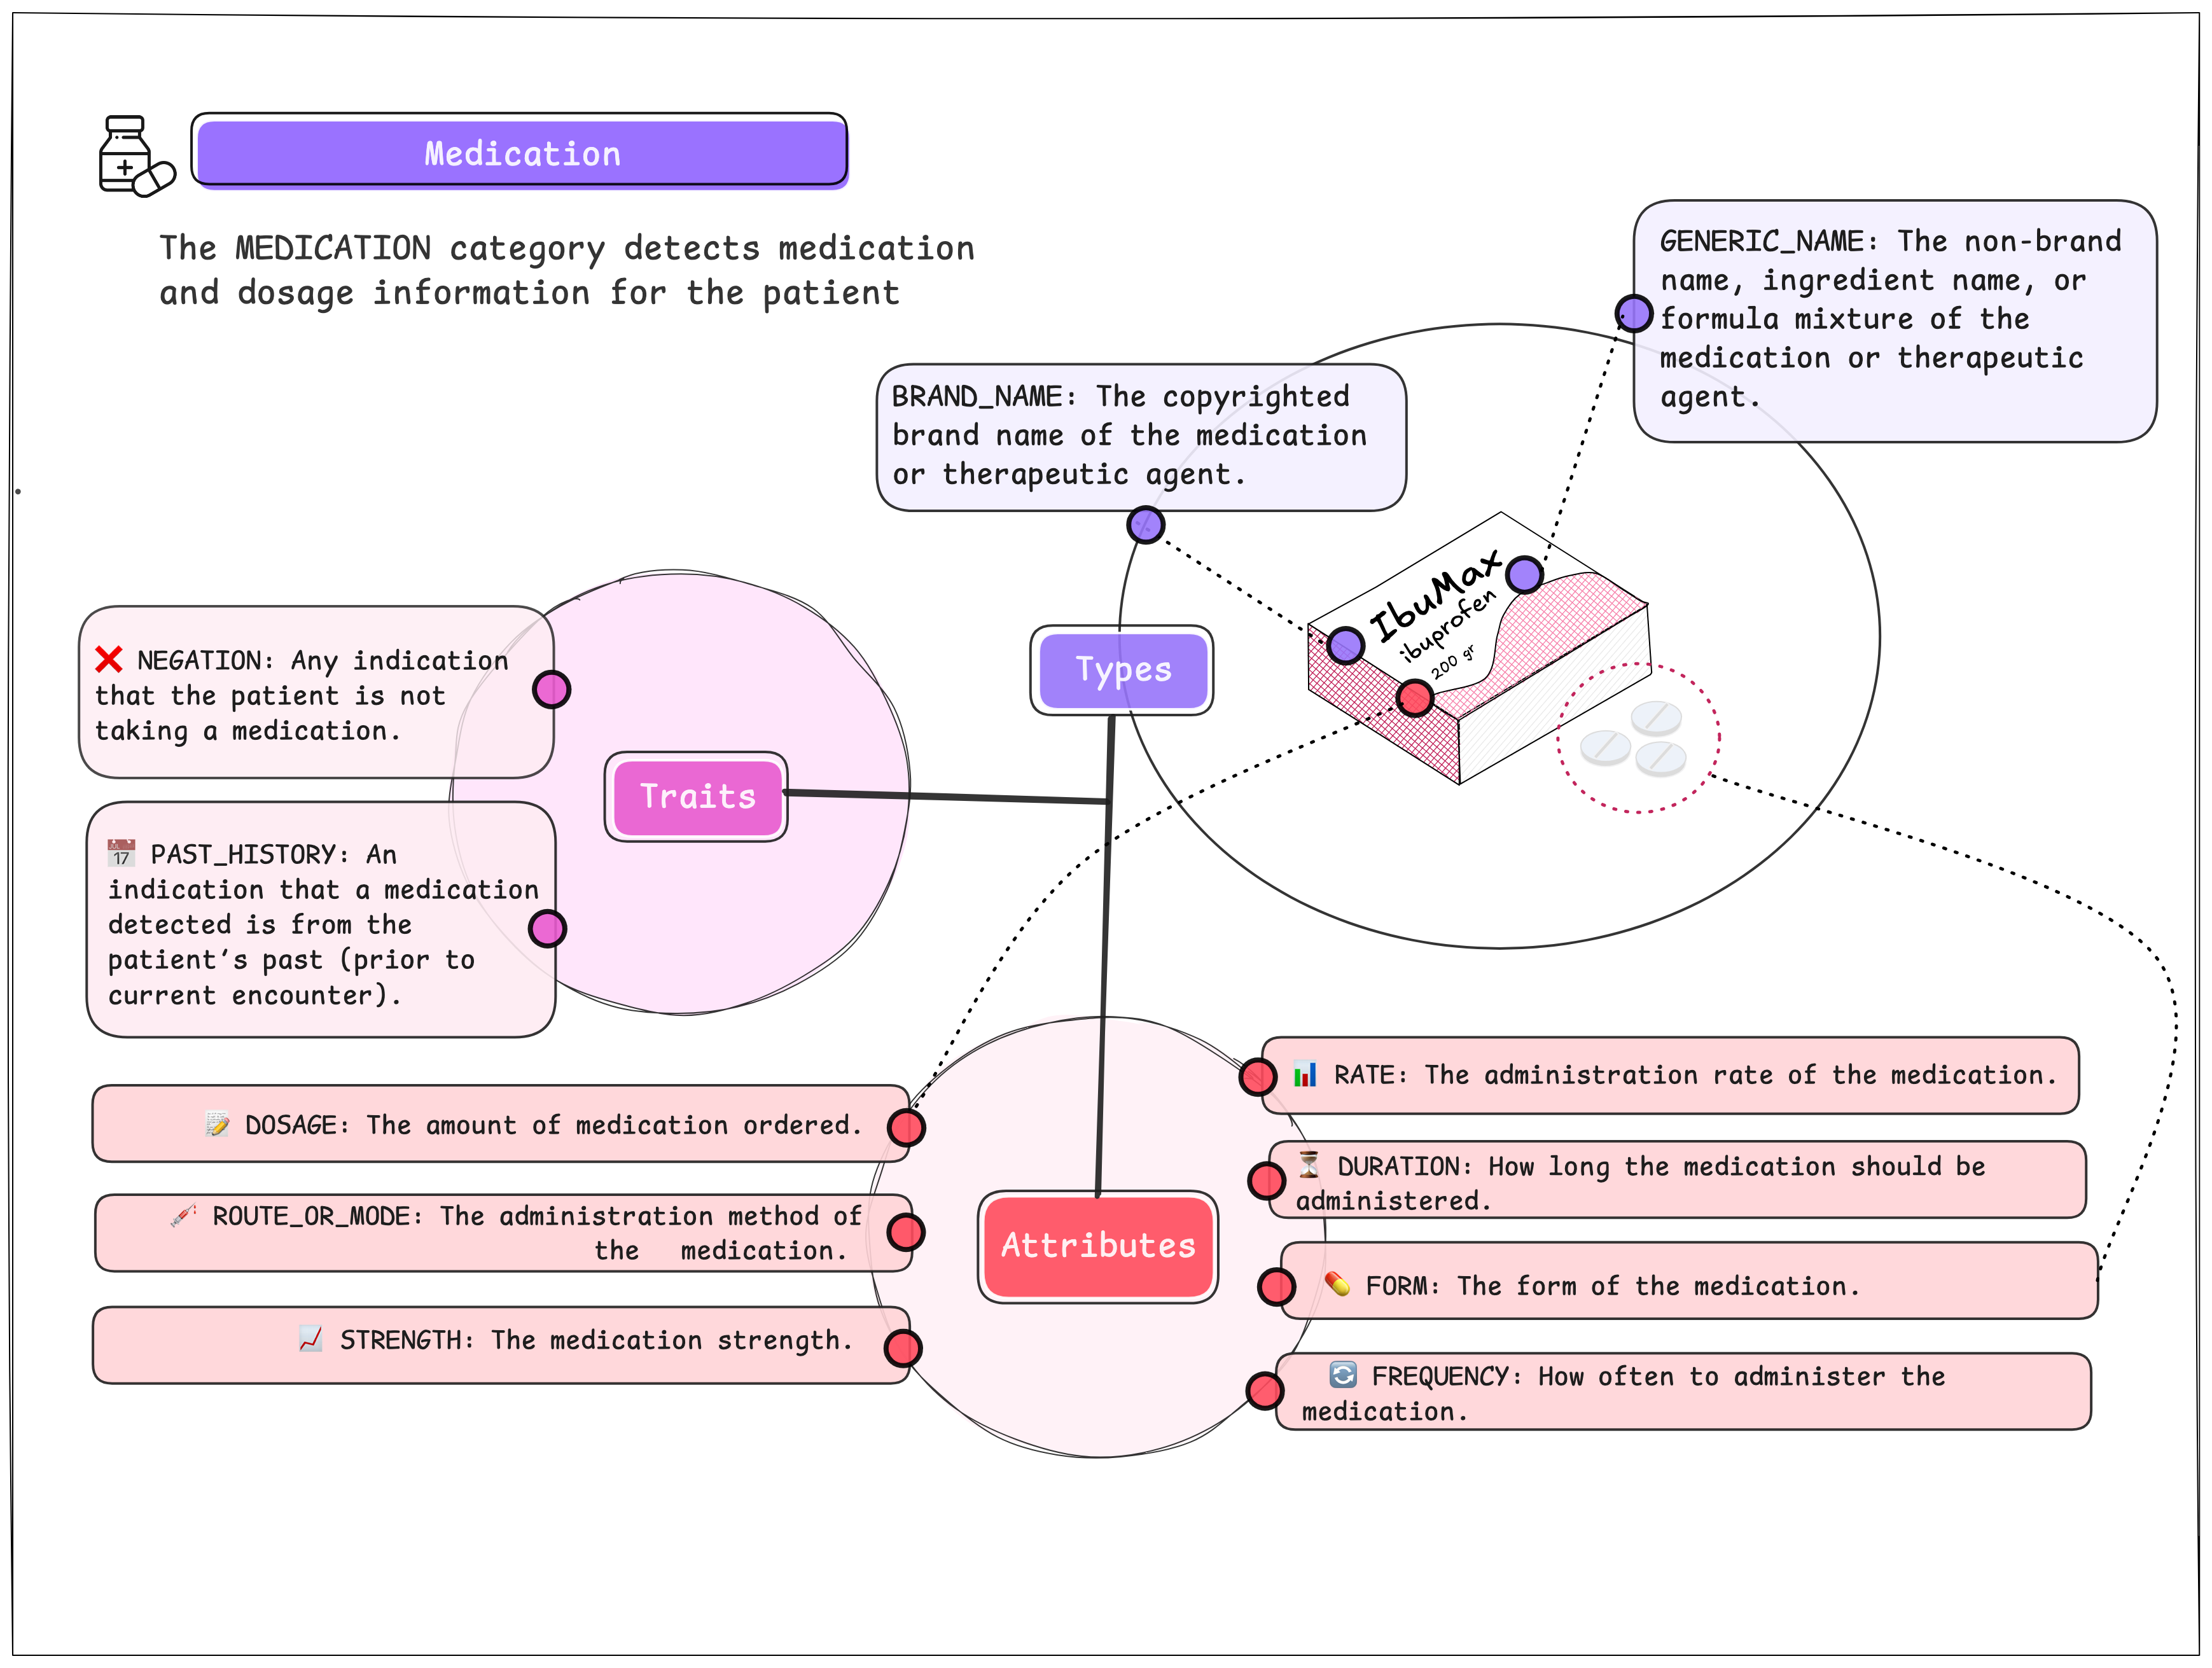 Medication
The MEDICATION category detects medication
and dosage information for the patient
GENERIC_NAME: The non-brand
name, ingredient name, or
formula mixture of the
medication or therapeutic
agent.
BRAND_NAME: The copyrighted
brand name of the medication
or therapeutic agent.
IbuMax
ibuprofen
200 gr
Types
❌ NEGATION: Any indication
that the patient is not
taking a medication.
Traits
📅 PAST_HISTORY: An
indication that a medication
detected is from the
patient's past (prior to
current encounter).
📝 DOSAGE: The amount of medication ordered.
💉 ROUTE_OR_MODE: The administration method of
the medication.
📈 STRENGTH: The medication strength.
Attributes
📊 RATE: The administration rate of the medication.
⏳ DURATION: How long the medication should be
administered.
💊 FORM: The form of the medication.
🔄 FREQUENCY: How often to administer the
medication.